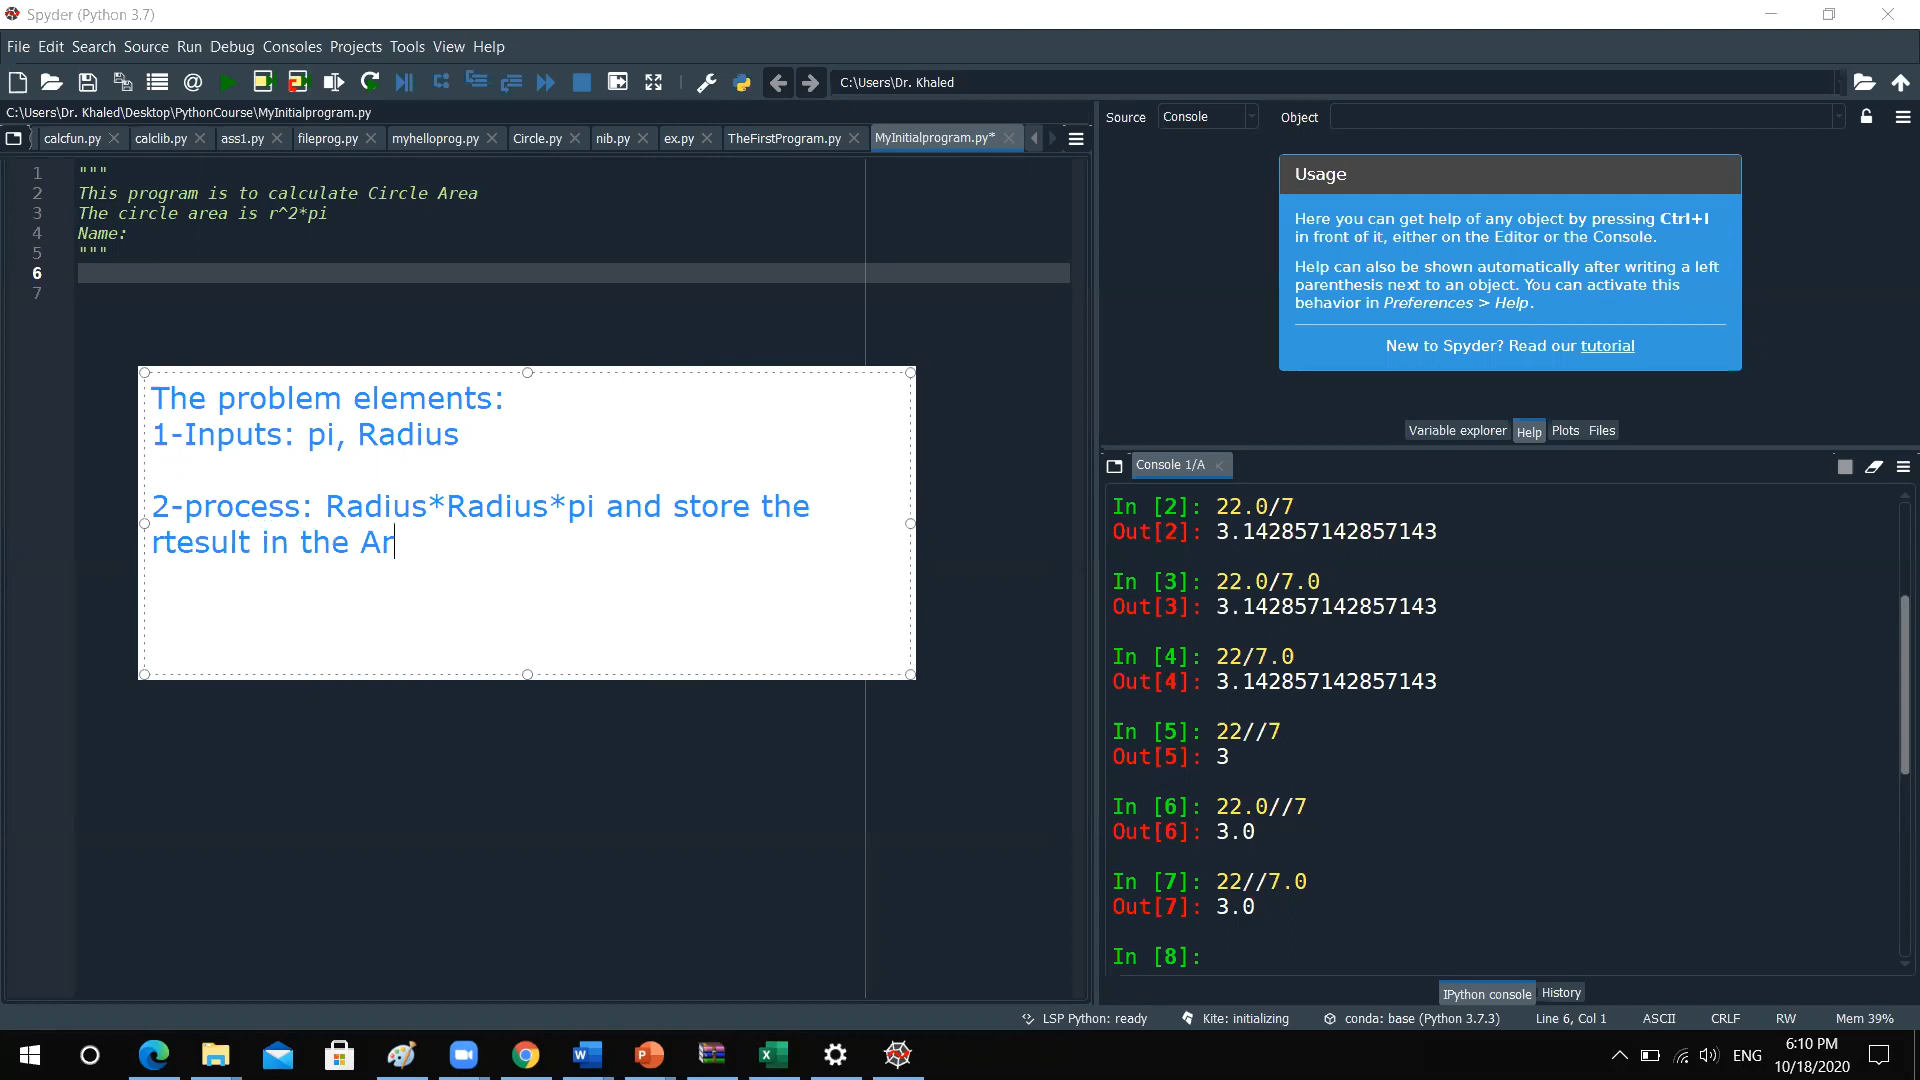 Spyder (Python 3.7)
File Edit Search Source Run Debug Consoles Projects Tools View Help
C:\Users\Dr. Khaled
C:\Users\Dr. Khaled\Desktop\PythonCourse\MyInitialprogram.py
calcfun.py calclib.py ass1.py fileprog.py myhelloprog.py Circle.py nib.py ex.py TheFirstProgram.py MyInitialprogram.py*
1 """
2 This program is to calculate Circle Area
3 The circle area is r^2*pi
4 Name:
5 """
6
7
The problem elements:
1-Inputs: pi, Radius
2-process: Radius*Radius*pi and store the
rtesult in the Ar
Source Console Object
Usage
Here you can get help of any object by pressing Ctrl+I
in front of it, either on the Editor or the Console.
Help can also be shown automatically after writing a left
parenthesis next to an object. You can activate this
behavior in Preferences > Help.
New to Spyder? Read our tutorial
Variable explorer Help Plots Files
Console 1/A
In [2]: 22.0/7
Out[2]: 3.142857142857143
In [3]: 22.0/7.0
Out[3]: 3.142857142857143
In [4]: 22/7.0
Out[4]: 3.142857142857143
In [5]: 22//7
Out[5]: 3
In [6]: 22.0//7
Out[6]: 3.0
In [7]: 22//7.0
Out[7]: 3.0
In [8]:
IPython console History
LSP Python: ready Kite: initializing conda: base (Python 3.7.3) Line 6, Col 1 ASCII CRLF RW Mem 39%
ENG
6:10 PM
10/18/2020